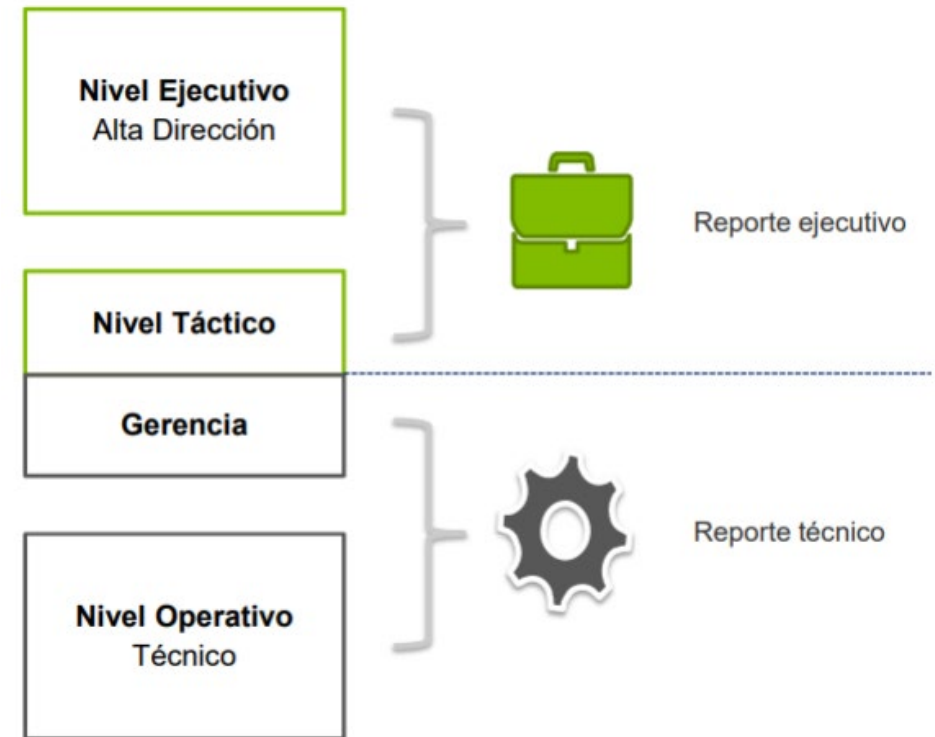 Nivel Ejecutivo
Alta Dirección
Reporte ejecutivo
Nivel Táctico
Gerencia
Reporte técnico
Nivel Operativo
Técnico